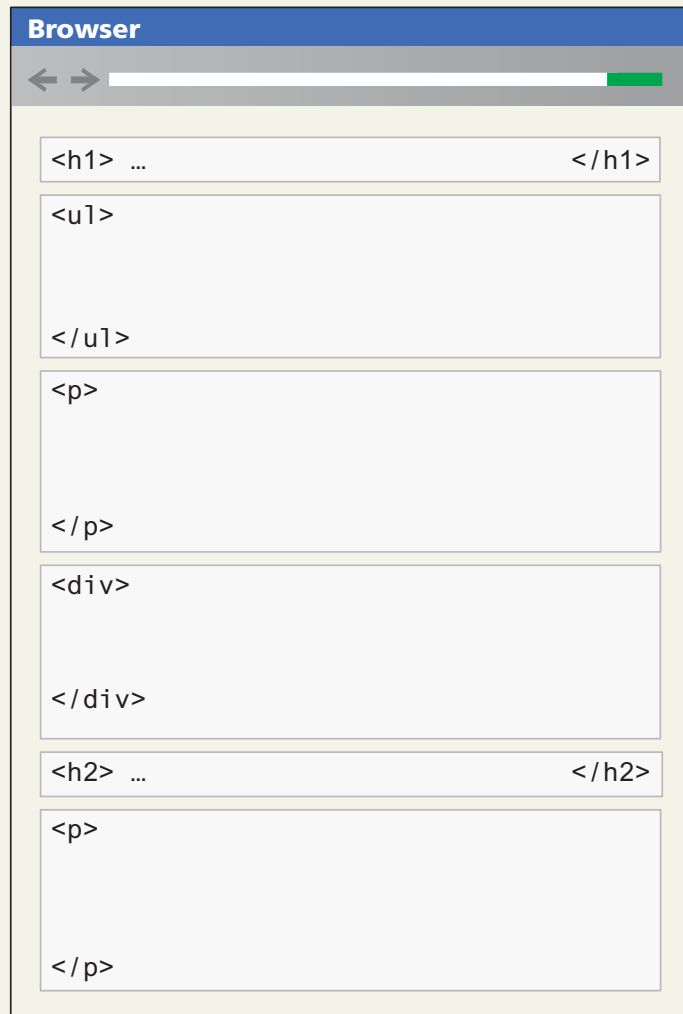 Browser
<h1> … </h1>
<ul>
</ul>
<p>
</p>
<div>
</div>
<h2> … </h2>
<p>
</p>